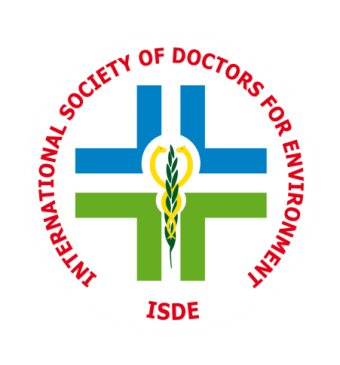 INTERNATIONAL SOCIETY OF DOCTORS FOR ENVIRONMENT
ISDE